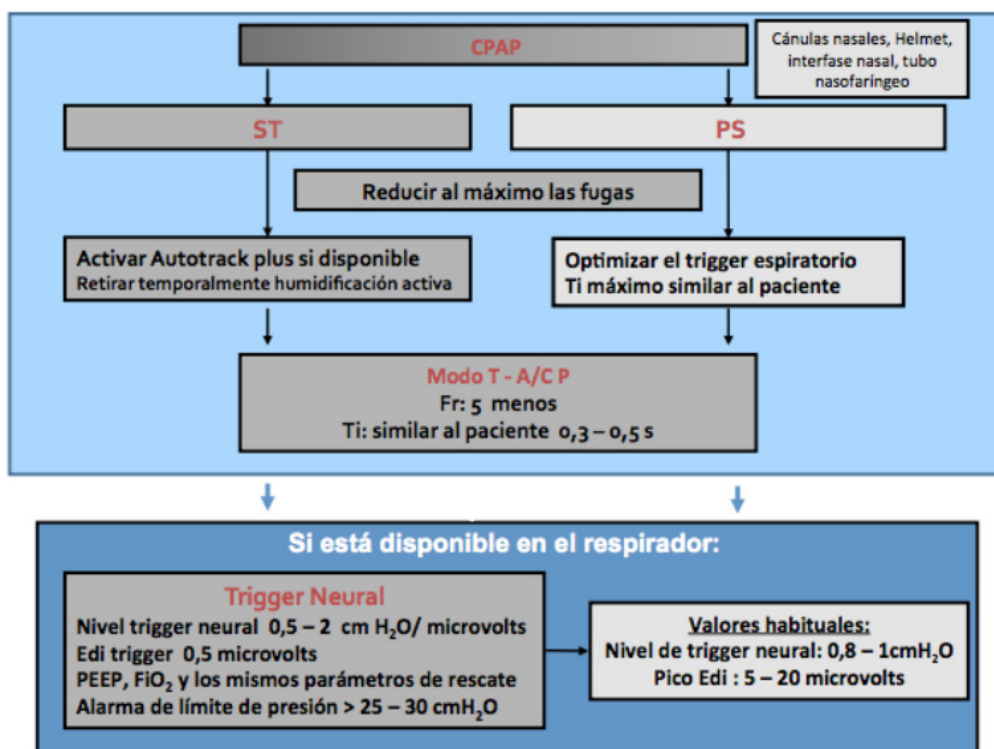 CPAP
Cánulas nasales, Helmet,
interfase nasal, tubo
nasofaríngeo
ST
PS
Reducir al máximo las fugas
Activar Autotrack plus si disponible
Retirar temporalmente humidificación activa
Optimizar el trigger espiratorio
Ti máximo similar al paciente
Modo T - A/C P
Fr: 5 menos
Ti: similar al paciente 0,3 – 0,5 s
Si está disponible en el respirador:
Trigger Neural
Nivel trigger neural 0,5 – 2 cm H₂O/ microvolts
Edi trigger 0,5 microvolts
PEEP, FiO₂ y los mismos parámetros de rescate
Alarma de límite de presión > 25 – 30 cmH₂O
Valores habituales:
Nivel de trigger neural: 0,8 – 1cmH₂O
Pico Edi : 5 – 20 microvolts